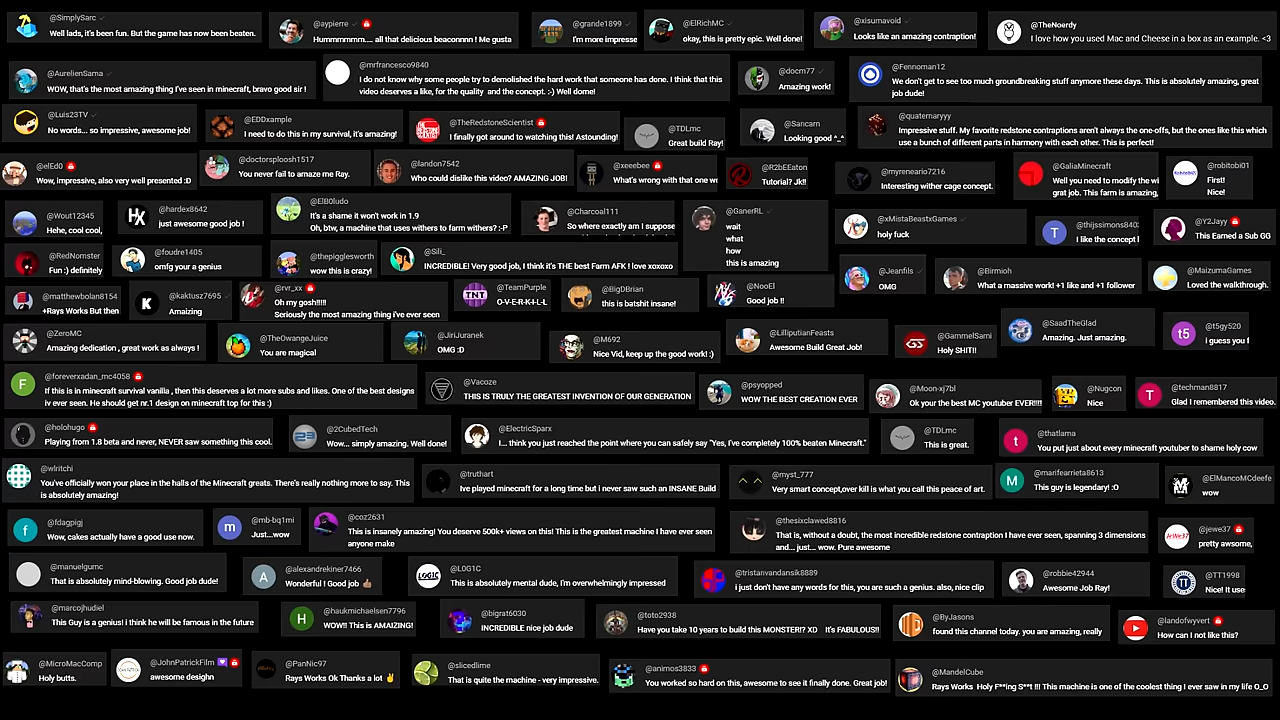 @SimplySarc
Well lads, it's been fun. But the game has now been beaten.
@aypierre
Hummmmmm.... all that delicious beaconnnn ! Me gusta
@grande1899
I'm more impresse
@ElRichMC
okay, this is pretty epic. Well done!
@xisumavoid
Looks like an amazing contraption!
@TheNoerdy
I love how you used Mac and Cheese in a box as an example. <3
@AurelienSama
WOW, that's the most amazing thing I've seen in minecraft, bravo good sir !
@mrfrancesco9840
I do not know why some people try to demolished the hard work that someone has done. I think that this
video deserves a like, for the quality and the concept. :-) Well dome!
@docm77
Amazing work!
@Fennoman12
We don't get to see too much groundbreaking stuff anymore these days. This is absolutely amazing, great
job dude!
@Luis23TV
No words... so impressive, awesome job!
@EDDxample
I need to do this in my survival, it's amazing!
@TheRedstoneScientist
I finally got around to watching this! Astounding!
@TDLmc
Great build Ray!
@Sancarn
Looking good ^_^
@quaternaryyy
Impressive stuff. My favorite redstone contraptions aren't always the one-offs, but the ones like this which
use a bunch of different parts in harmony with each other. This is perfect!
@elEd0
Wow, impressive, also very well presented :D
@doctorsploosh1517
You never fail to amaze me Ray.
@landon7542
Who could dislike this video? AMAZING JOB!
@xeeebee
What's wrong with that one w
@R2bEEaton
Tutorial? Jk!!
@myreneario7216
Interesting wither cage concept.
@GaliaMinecraft
Well you need to modify the wi
grat job. This farm is amazing,
@robitobi01
First!
Nice!
@Wout12345
Hehe, cool cool,
@hardex8642
just awesome good job !
@ElB0ludo
It's a shame it won't work in 1.9
Oh, btw, a machine that uses withers to farm withers? :-P
@Charcoal111
So where exactly am I suppose
@GanerRL
wait
what
how
this is amazing
@xMistaBeastxGames
holy fuck
@thijssimons840
I like the concept l
@Y2Jayy
This Earned a Sub GG
@RedNomster
Fun :) definitely
@foudre1405
omfg your a genius
@thepigglesworth
wow this is crazy!
@Sili_
INCREDIBLE! Very good job, I think it's THE best Farm AFK ! love xoxoxo
@Jeanfils
OMG
@Birmioh
What a massive work! +1 like and +1 follower
@MaizumaGames
Loved the walkthrough.
@matthewbolan8154
+Rays Works But then
@kaktusz7695
Amaizing
@rvr_xx
Oh my gosh!!!!!
Seriously the most amazing thing i've ever seen
@TeamPurple
O-V-E-R-K-I-L-L
@BigDBrian
this is batshit insane!
@NooEl
Good job !!
@ZeroMC
Amazing dedication , great work as always !
@TheOwangeJuice
You are magical
@JiriJuranek
OMG :D
@M692
Nice Vid, keep up the good work! :)
@LilliputianFeasts
Awesome Build Great Job!
@GammelSami
Holy SHIT!!
@SaadTheGlad
Amazing. Just amazing.
@t5gy520
i guess you f
@foreverxadan_mc4058
If this is in minecraft survival vanilla , then this deserves a lot more subs and likes. One of the best designs
iv ever seen. He should get nr.1 design on minecraft top for this :)
@Vacoze
THIS IS TRULY THE GREATEST INVENTION OF OUR GENERATION
@psyopped
WOW THE BEST CREATION EVER
@Moon-xj7bl
Ok your the best MC youtuber EVER!!!!
@Nugcon
Nice
@techman8817
Glad I remembered this video.
@holohugo
Playing from 1.8 beta and never, NEVER saw something this cool.
@2CubedTech
Wow... simply amazing. Well done!
@ElectricSparx
I... think you just reached the point where you can safely say "Yes, I've completely 100% beaten Minecraft."
@TDLmc
This is great.
@thatlama
You put just about every minecraft youtuber to shame holy cow
@wlritchi
You've officially won your place in the halls of the Minecraft greats. There's really nothing more to say. This
is absolutely amazing!
@truthart
Ive played minecraft for a long time but i never saw such an INSANE Build
@myst_777
Very smart concept,over kill is what you call this peace of art.
@marifearrieta8613
This guy is legendary! :O
@ElMancoMCdeefe
wow
@fdagpigj
Wow, cakes actually have a good use now.
@mb-bq1mi
Just...wow
@coz2631
This is insanely amazing! You deserve 500k+ views on this! This is the greatest machine I have ever seen
anyone make
@thesixclawed8816
That is, without a doubt, the most incredible redstone contraption I have ever seen, spanning 3 dimensions
and... just... wow. Pure awesome
@jewe37
pretty awsome,
@manuelgumc
That is absolutely mind-blowing. Good job dude!
@alexandrekiner7466
Wonderful ! Good job 👍🏾
@L0G1C
This is absolutely mental dude, I'm overwhelmingly impressed
@tristanvandansik8889
i just don't have any words for this, you are such a genius. also, nice clip
@robbie42944
Awesome Job Ray!
@TT1998
Nice! It use
@marcojhudiel
This Guy is a genius! i think he will be famous in the future
@haukmichaelsen7796
WOW!! This is AMAIZING!
@bigrat6030
INCREDIBLE nice job dude
@toto2938
Have you take 10 years to build this MONSTER!? XD It's FABULOUS!!
@ByJasons
found this channel today. you are amazing, really
@landofwyvert
How can I not like this?
@MicroMacComp
Holy butts.
@JohnPatrickFilm
awesome desighn
@PanNic97
Rays Works Ok Thanks a lot ✌
@slicedlime
That is quite the machine - very impressive.
@animos3833
You worked so hard on this, awesome to see it finally done. Great job!
@MandelCube
Rays Works Holy F**ing S**t !!! This machine is one of the coolest thing I ever saw in my life O_O